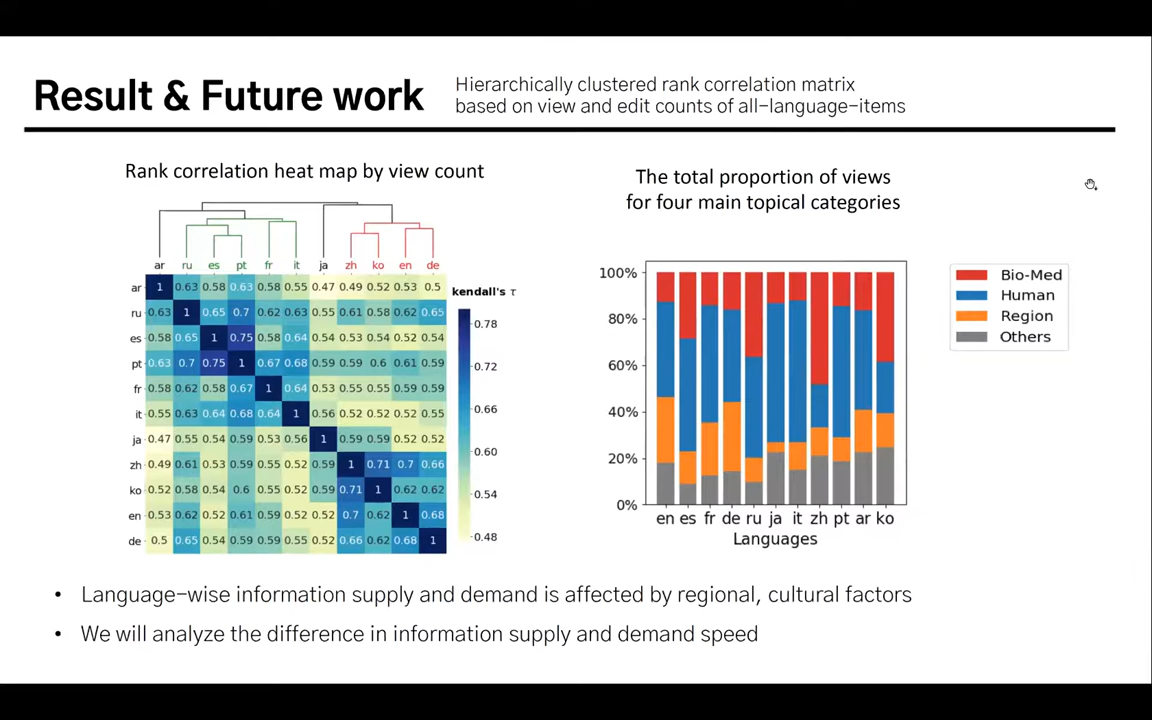 Result & Future work
Hierarchically clustered rank correlation matrix
based on view and edit counts of all-language-items
Rank correlation heat map by view count
ar ru es pt fr it ja zh ko en de
ar 1 0.63 0.58 0.63 0.58 0.55 0.47 0.49 0.52 0.53 0.5
ru 0.63 1 0.65 0.7 0.62 0.63 0.55 0.61 0.58 0.62 0.65
es 0.58 0.65 1 0.75 0.58 0.64 0.54 0.53 0.54 0.52 0.54
pt 0.63 0.7 0.75 1 0.67 0.68 0.59 0.59 0.6 0.61 0.59
fr 0.58 0.62 0.58 0.67 1 0.64 0.53 0.55 0.55 0.59 0.59
it 0.55 0.63 0.64 0.68 0.64 1 0.56 0.52 0.52 0.52 0.55
ja 0.47 0.55 0.54 0.59 0.53 0.56 1 0.59 0.59 0.52 0.52
zh 0.49 0.61 0.53 0.59 0.55 0.52 0.59 1 0.71 0.7 0.66
ko 0.52 0.58 0.54 0.6 0.55 0.52 0.59 0.71 1 0.62 0.62
en 0.53 0.62 0.52 0.61 0.59 0.52 0.52 0.7 0.62 1 0.68
de 0.5 0.65 0.54 0.59 0.59 0.55 0.52 0.66 0.62 0.68 1
kendall's τ
0.78
0.72
0.66
0.60
0.54
0.48
The total proportion of views
for four main topical categories
100%
80%
60%
40%
20%
0%
en es fr de ru ja it zh pt ar ko
Languages
Bio-Med
Human
Region
Others
• Language-wise information supply and demand is affected by regional, cultural factors
• We will analyze the difference in information supply and demand speed